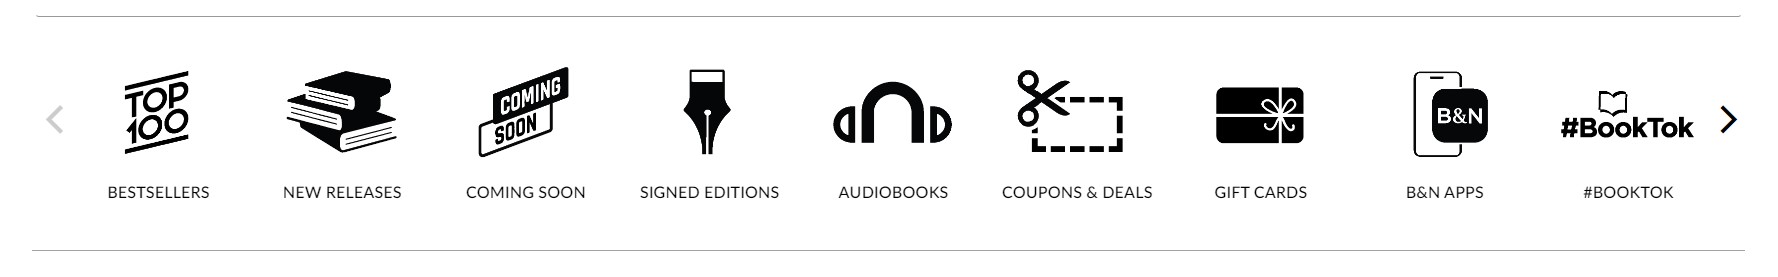 TOP
100
COMING
SOON
B&N
#BookTok
BESTSELLERS
NEW RELEASES
COMING SOON
SIGNED EDITIONS
AUDIOBOOKS
COUPONS & DEALS
GIFT CARDS
B&N APPS
#BOOKTOK